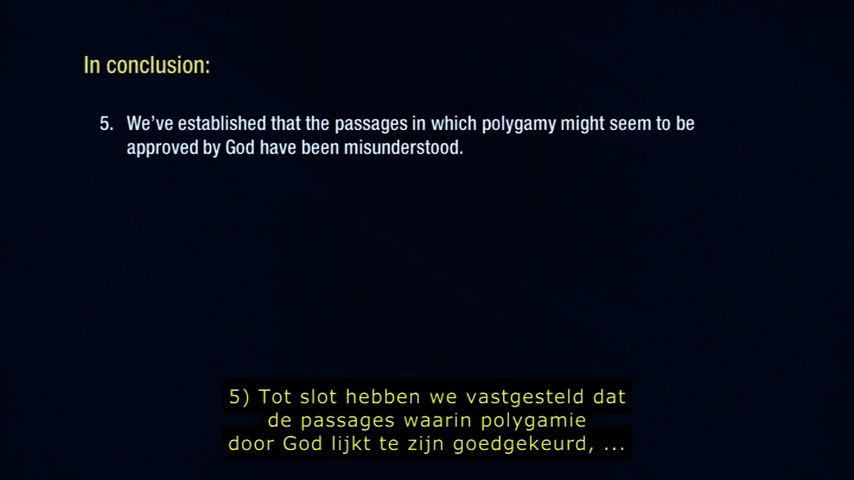 In conclusion:
5. We've established that the passages in which polygamy might seem to be
approved by God have been misunderstood.
5) Tot slot hebben we vastgesteld dat
de passages waarin polygamie
door God lijkt te zijn goedgekeurd, ...